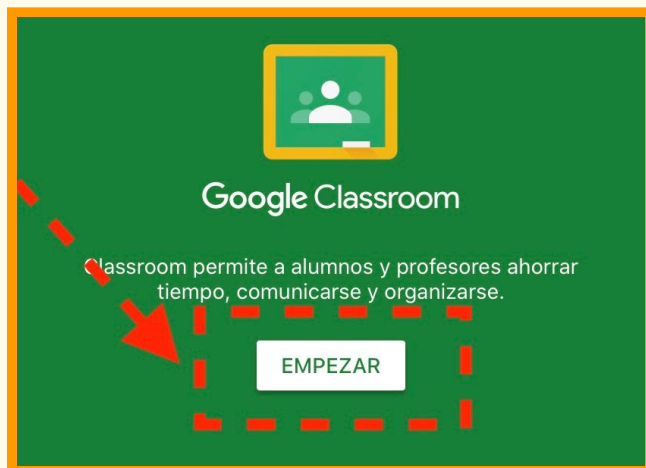 Google Classroom
Classroom permite a alumnos y profesores ahorrar
tiempo, comunicarse y organizarse.
EMPEZAR